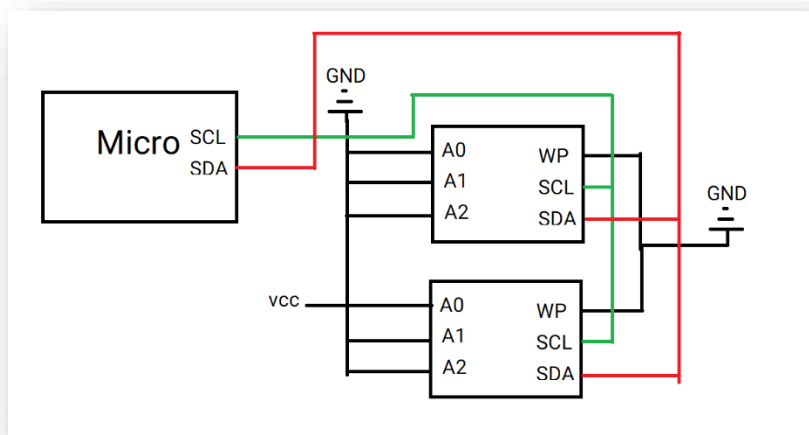 GND
Micro
SCL
SDA
A0
A1
A2
WP
SCL
SDA
GND
vcc
A0
A1
A2
WP
SCL
SDA